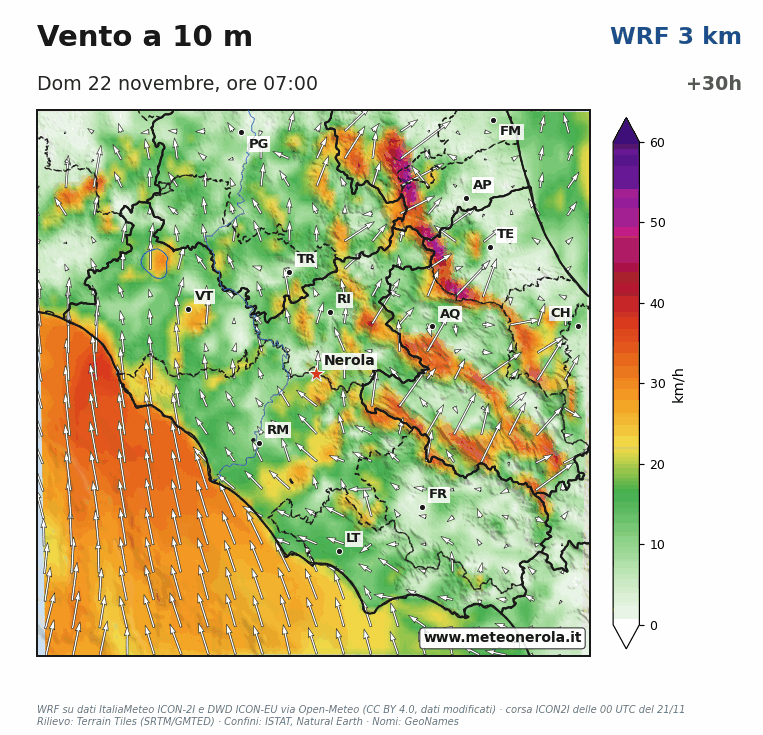 Vento a 10 m
WRF 3 km
Dom 22 novembre, ore 07:00
+30h
PG
FM
AP
TE
TR
VT
RI
AQ
CH
Nerola
RM
FR
LT
www.meteonerola.it
60
50
40
30
20
10
0
km/h
WRF su dati ItaliaMeteo ICON-2I e DWD ICON-EU via Open-Meteo (CC BY 4.0, dati modificati) · corsa ICON2I delle 00 UTC del 21/11
Rilievo: Terrain Tiles (SRTM/GMTED) · Confini: ISTAT, Natural Earth · Nomi: GeoNames